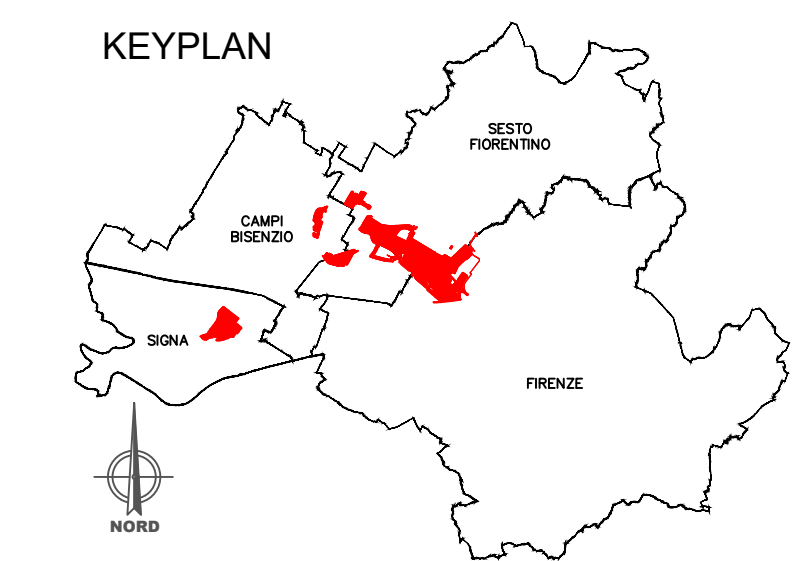 KEYPLAN
SESTO
FIORENTINO
CAMPI
BISENZIO
SIGNA
FIRENZE
NORD